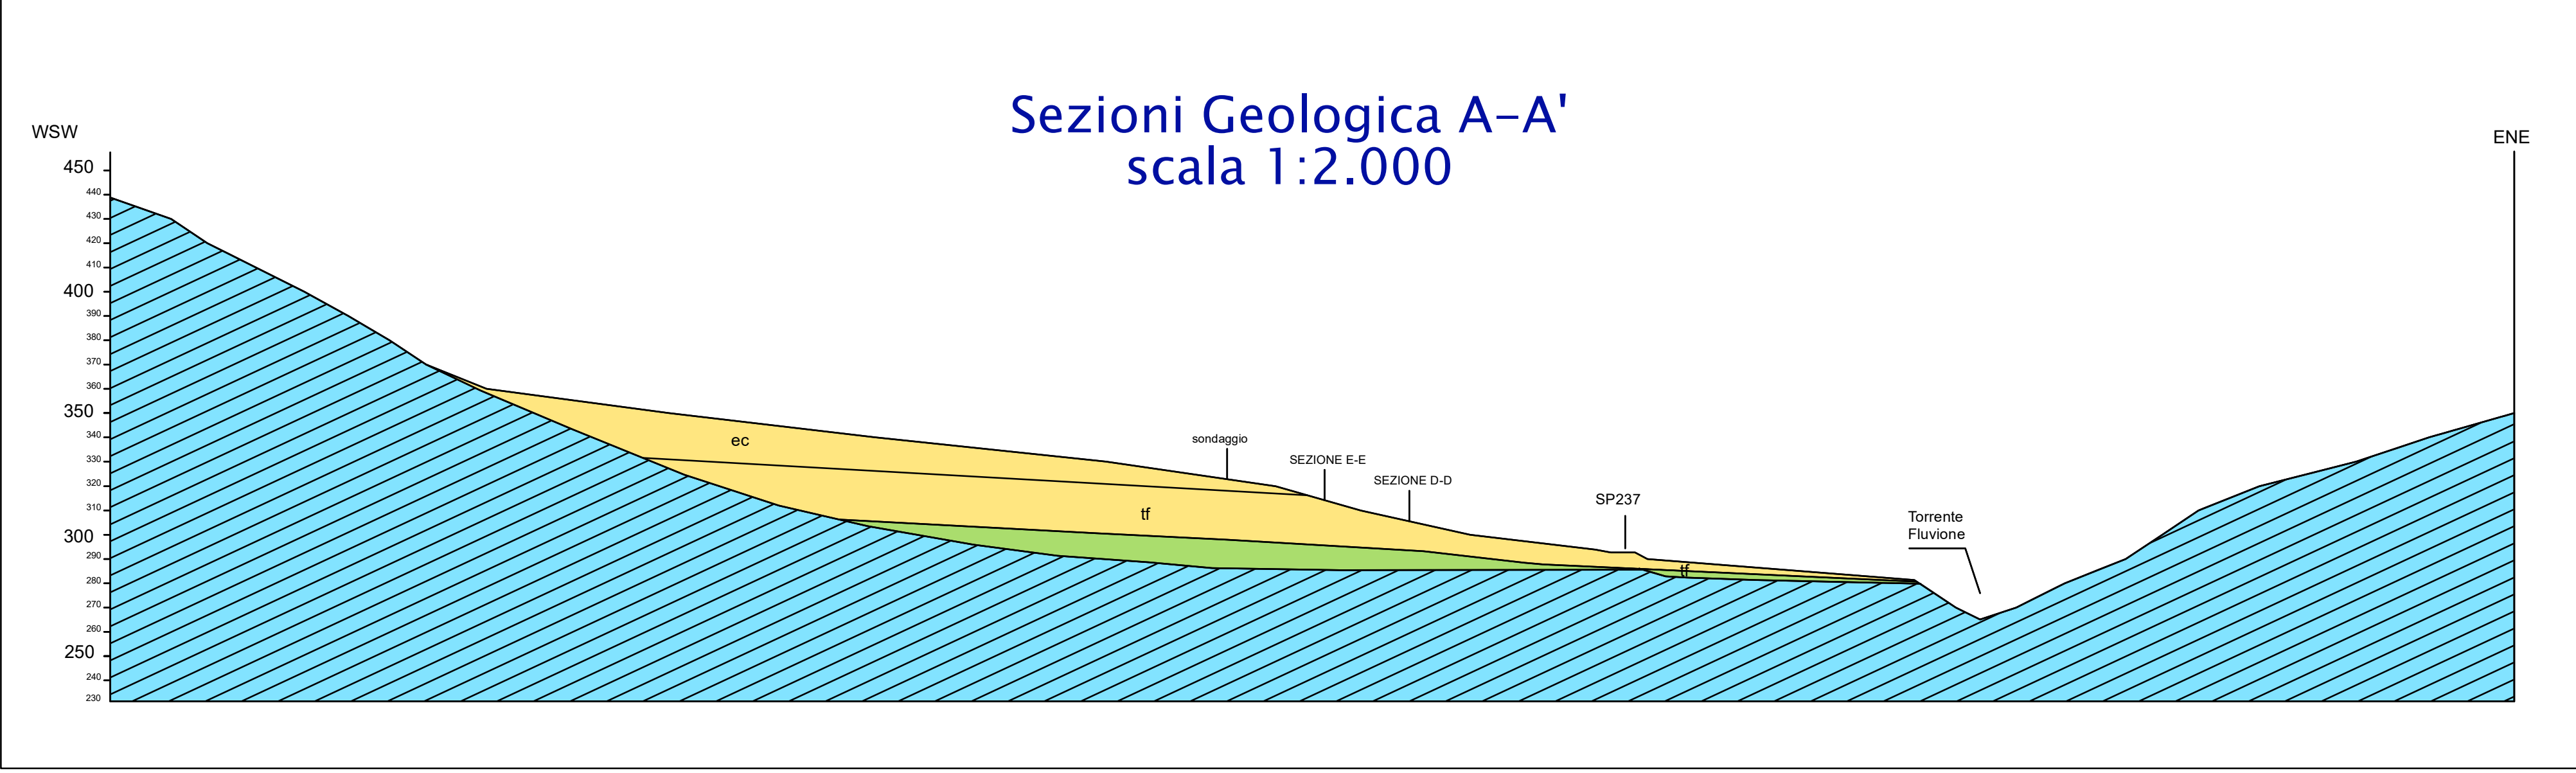 Sezioni Geologica A-A'
scala 1:2.000
WSW
ENE
450
440
430
420
410
400
390
380
370
360
350
340
330
320
310
300
290
280
270
260
250
240
230
ec
tf
sondaggio
SEZIONE E-E
SEZIONE D-D
SP237
tf
Torrente
Fluvione